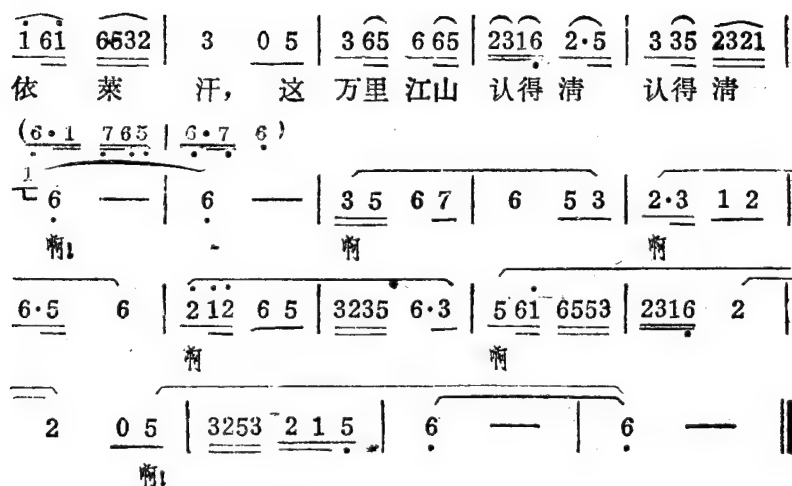 1 61 6532 | 3 0 5 | 3 65 6 65 | 2316 2·5 | 3 35 2321 |
依 莱 汗， 这 万里 江山 认得 清 认得 清
(6·1 765 | 6·7 6)
1 6 — | 6 — | 3 5 6 7 | 6 5 3 | 2·3 1 2 |
啊! 啊 啊
6·5 6 | 2 12 6 5 | 3235 6·3 | 5 61 6553 | 2316 2 |
啊 啊
2 0 5 | 3253 2 1 5 | 6 — | 6 — ‖
啊!